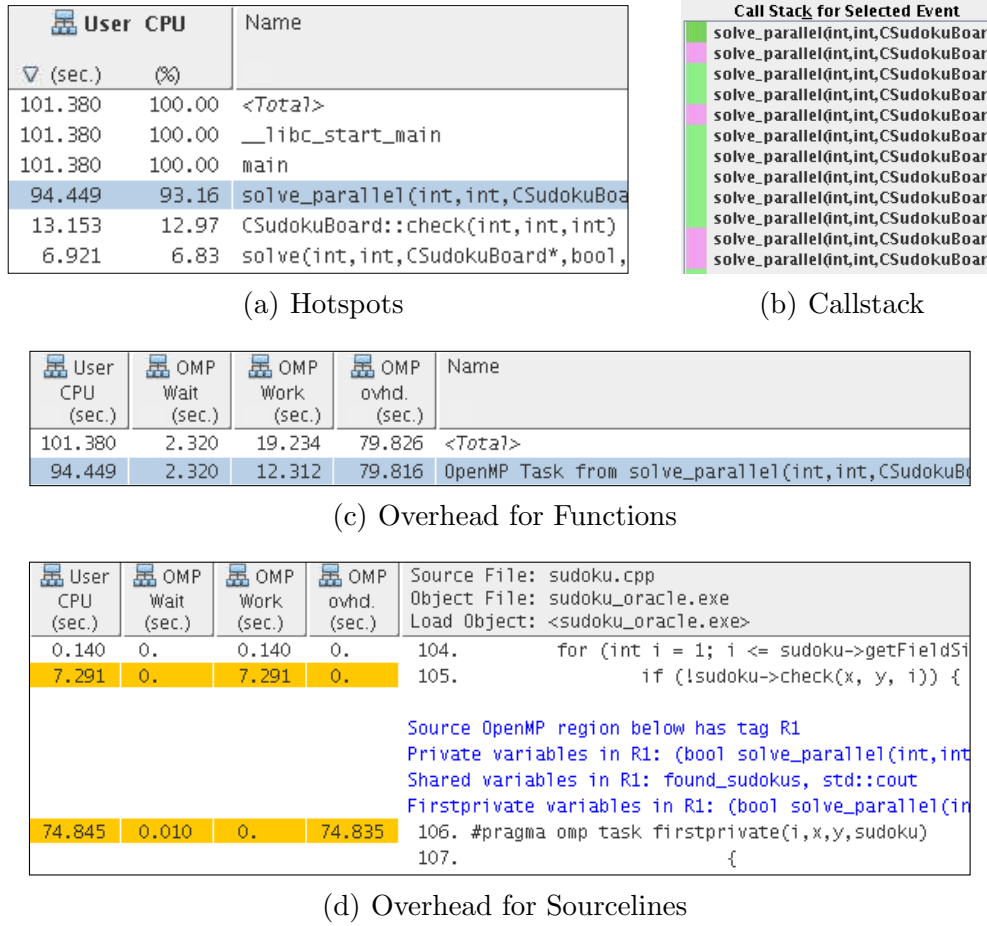 User CPU Name
(sec.) (%)
101.380 100.00 <Total>
101.380 100.00 __libc_start_main
101.380 100.00 main
94.449 93.16 solve_parallel(int,int,CSudokuBoa
13.153 12.97 CSudokuBoard::check(int,int,int)
6.921 6.83 solve(int,int,CSudokuBoard*,bool,
(a) Hotspots
Call Stack for Selected Event
solve_parallel(int,int,CSudokuBoar
solve_parallel(int,int,CSudokuBoar
solve_parallel(int,int,CSudokuBoar
solve_parallel(int,int,CSudokuBoar
solve_parallel(int,int,CSudokuBoar
solve_parallel(int,int,CSudokuBoar
solve_parallel(int,int,CSudokuBoar
solve_parallel(int,int,CSudokuBoar
solve_parallel(int,int,CSudokuBoar
solve_parallel(int,int,CSudokuBoar
solve_parallel(int,int,CSudokuBoar
solve_parallel(int,int,CSudokuBoar
(b) Callstack
User OMP OMP OMP Name
CPU Wait Work ovhd.
(sec.) (sec.) (sec.) (sec.)
101.380 2.320 19.234 79.826 <Total>
94.449 2.320 12.312 79.816 OpenMP Task from solve_parallel(int,int,CSudokuBo
(c) Overhead for Functions
User OMP OMP OMP Source File: sudoku.cpp
CPU Wait Work ovhd. Object File: sudoku_oracle.exe
(sec.) (sec.) (sec.) (sec.) Load Object: <sudoku_oracle.exe>
0.140 0. 0.140 0. 104. for (int i = 1; i <= sudoku->getFieldSi
7.291 0. 7.291 0. 105. if (!sudoku->check(x, y, i)) {
Source OpenMP region below has tag R1
Private variables in R1: (bool solve_parallel(int,int
Shared variables in R1: found_sudokus, std::cout
Firstprivate variables in R1: (bool solve_parallel(in
74.845 0.010 0. 74.835 106. #pragma omp task firstprivate(i,x,y,sudoku)
107. {
(d) Overhead for Sourcelines